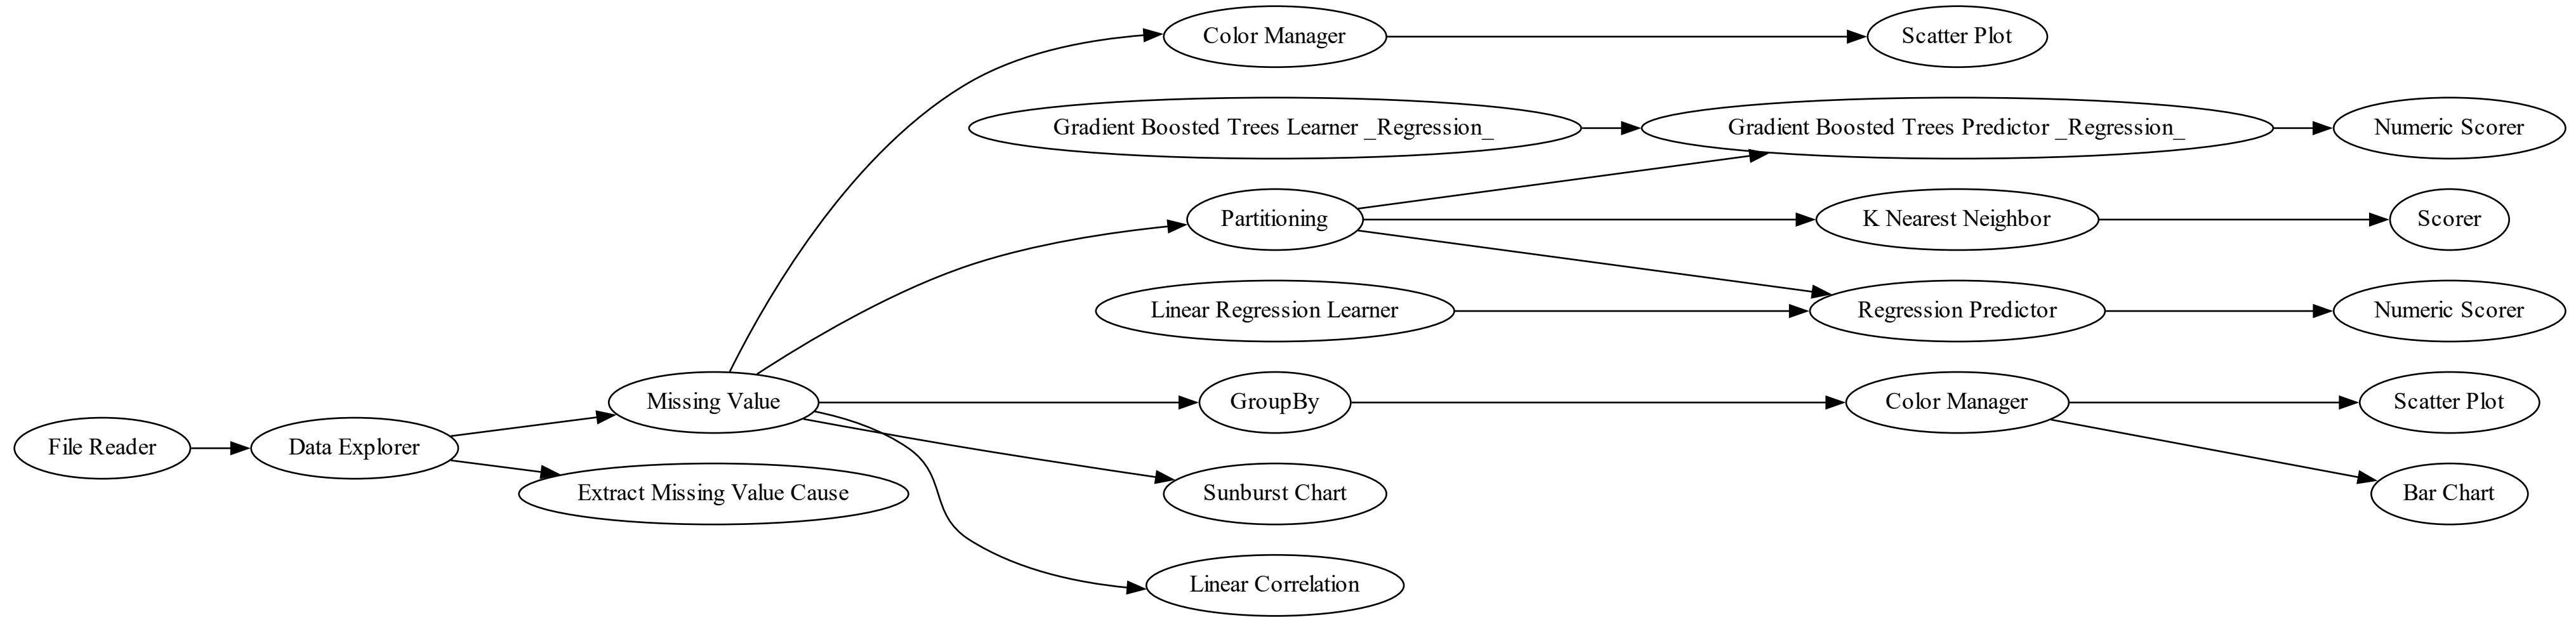 Color Manager
Scatter Plot
Gradient Boosted Trees Learner _Regression_
Gradient Boosted Trees Predictor _Regression_
Numeric Scorer
Partitioning
K Nearest Neighbor
Scorer
Linear Regression Learner
Regression Predictor
Numeric Scorer
Missing Value
GroupBy
Color Manager
Scatter Plot
File Reader
Data Explorer
Extract Missing Value Cause
Sunburst Chart
Bar Chart
Linear Correlation